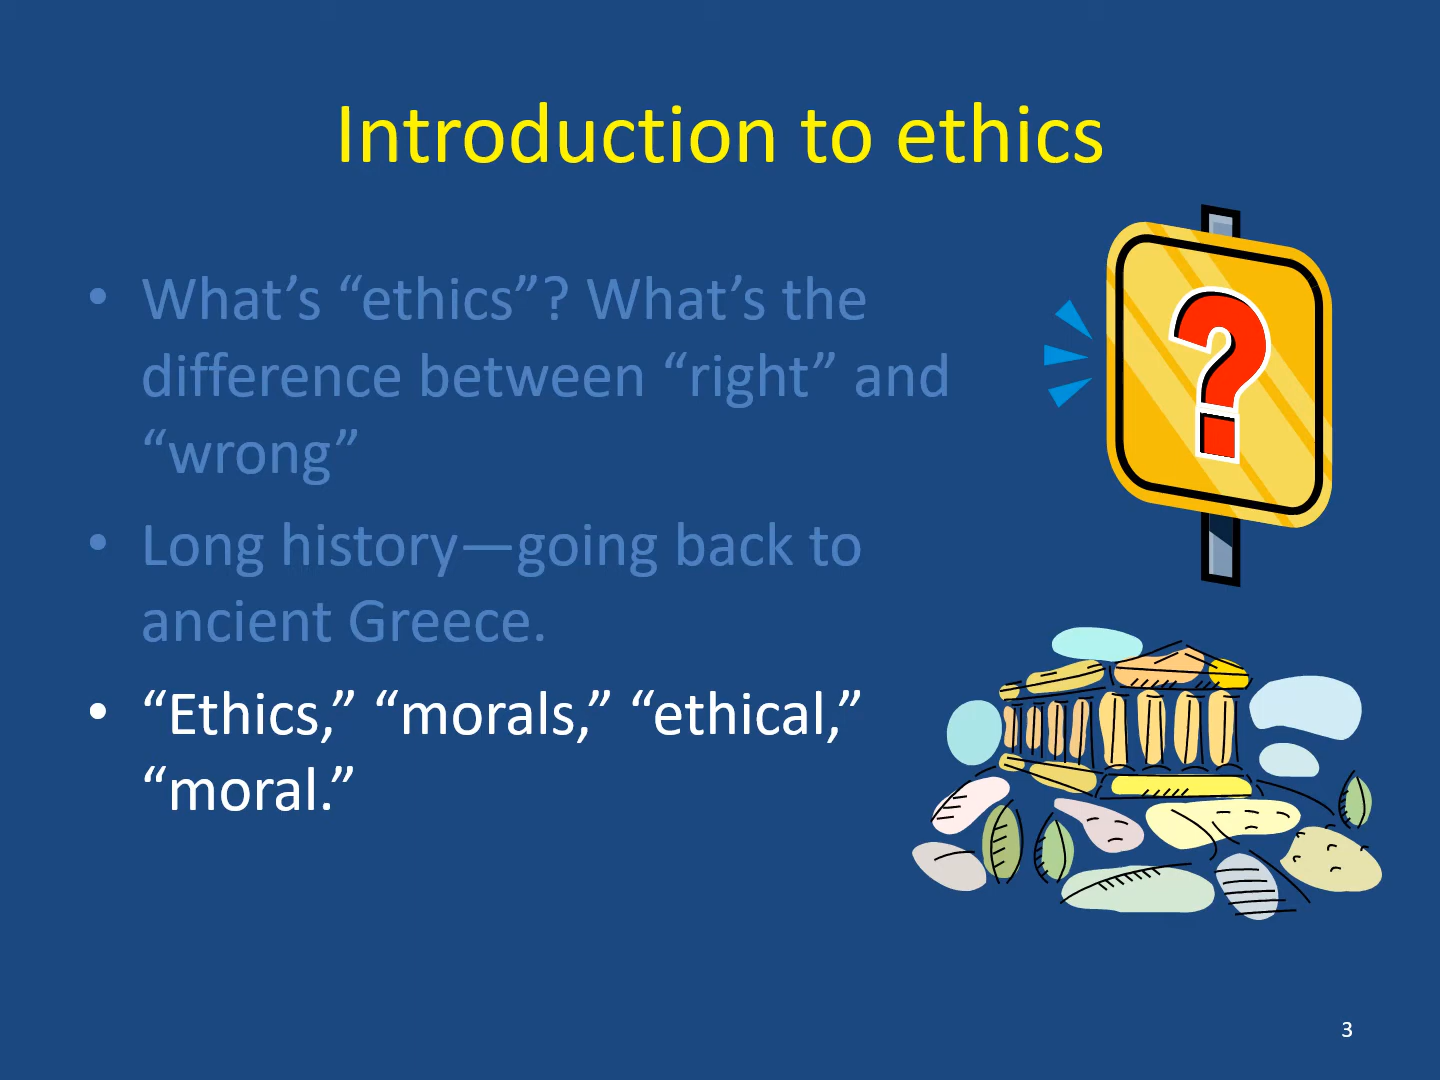 Introduction to ethics
• What’s “ethics”? What’s the
difference between “right” and
“wrong”
• Long history—going back to
ancient Greece.
• “Ethics,” “morals,” “ethical,”
“moral.”
?
3